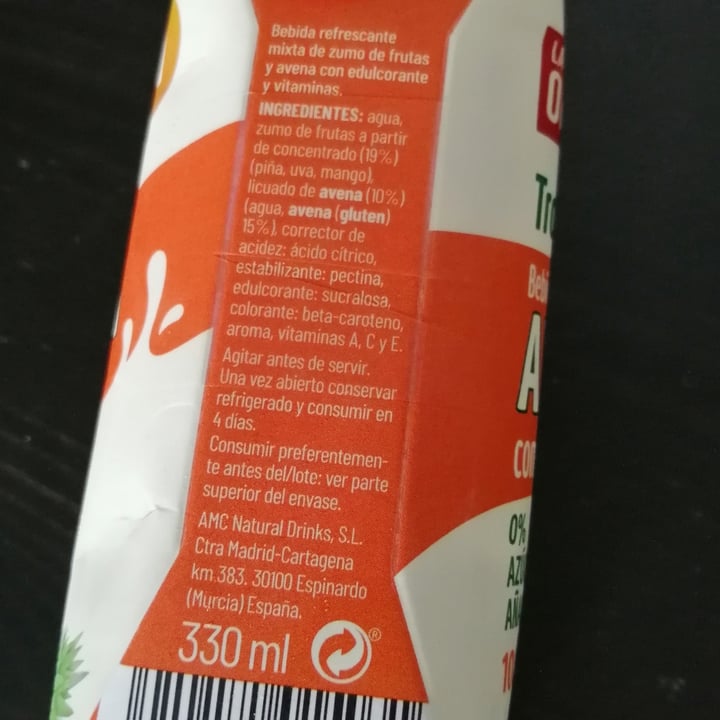 Bebida refrescante
mixta de zumo de frutas
y avena con edulcorante
y vitaminas.
INGREDIENTES: agua,
zumo de frutas a partir
de concentrado (19%)
(piña, uva, mango),
licuado de avena (10%)
(agua, avena (gluten)
15%), corrector de
acidez: ácido cítrico,
estabilizante: pectina,
edulcorante: sucralosa,
colorante: beta-caroteno,
aroma, vitaminas A, C y E.
Agitar antes de servir.
Una vez abierto conservar
refrigerado y consumir en
4 días.
Consumir preferentemen-
te antes del/lote: ver parte
superior del envase.
AMC Natural Drinks, S.L.
Ctra Madrid-Cartagena
km.383. 30100 Espinardo
(Murcia) España.
330 ml
0%